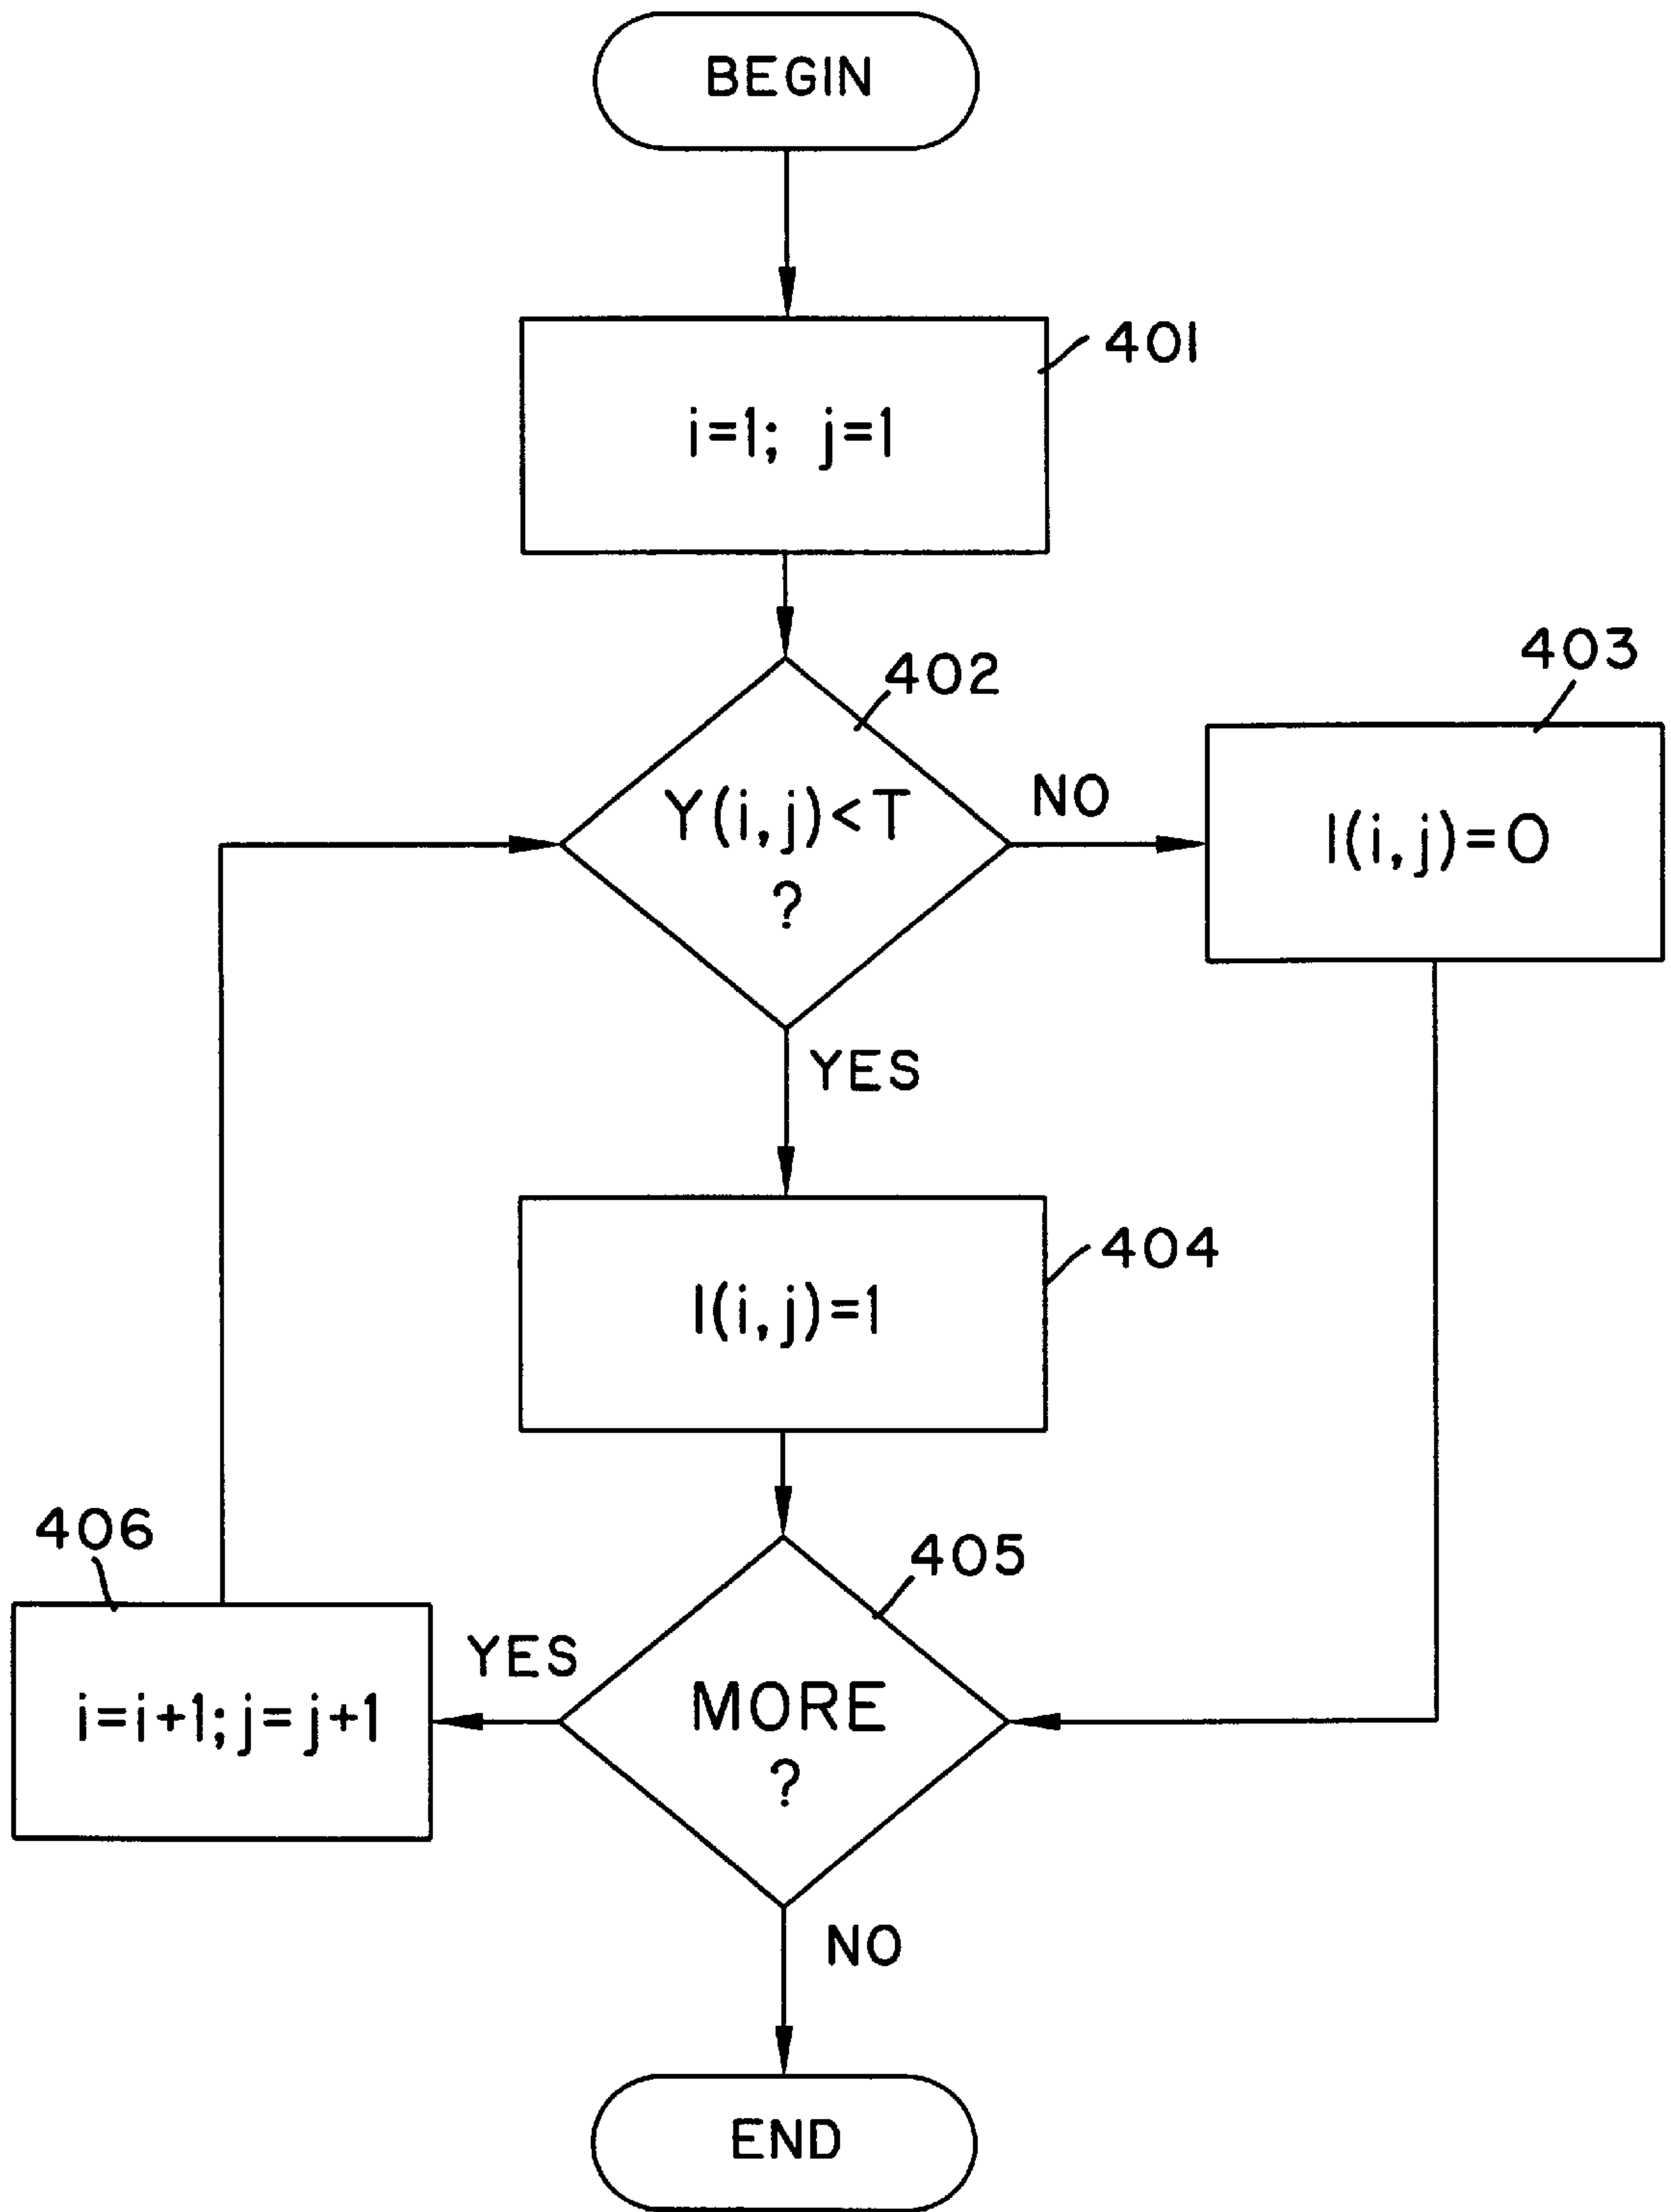 BEGIN
401
i=1; j=1
402
403
Y(i,j)<T
?
NO
I(i,j)=0
YES
404
I(i,j)=1
406
405
YES
i=i+1;j=j+1
MORE
?
NO
END